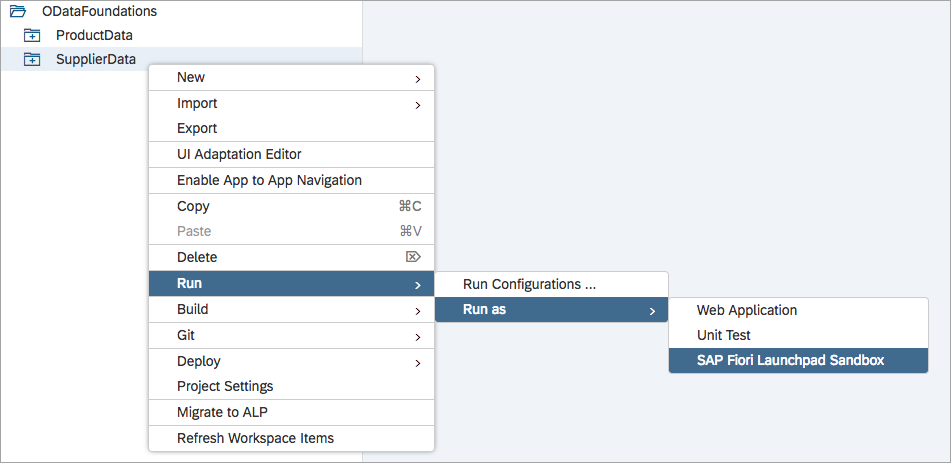 ODataFoundations
ProductData
SupplierData
New
Import
Export
UI Adaptation Editor
Enable App to App Navigation
Copy ⌘C
Paste ⌘V
Delete ⌦
Run
Build
Git
Deploy
Project Settings
Migrate to ALP
Refresh Workspace Items
Run Configurations ...
Run as
Web Application
Unit Test
SAP Fiori Launchpad Sandbox